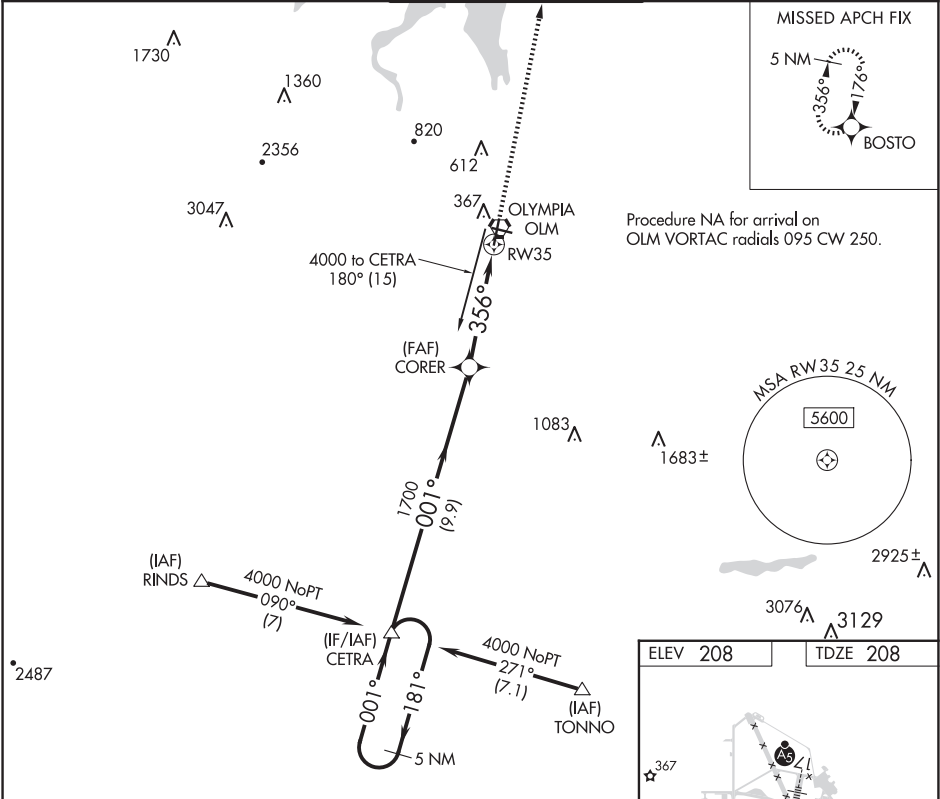 MISSED APCH FIX
5 NM
356°
176°
BOSTO
1730
1360
820
2356
612
3047
367
OLYMPIA
OLM
RW35
Procedure NA for arrival on
OLM VORTAC radials 095 CW 250.
4000 to CETRA
180° (15)
356°
(FAF)
CORER
MSA RW 35 25 NM
5600
1083
1683±
1700
001°
(9.9)
2925±
(IAF)
RINDS
4000 NoPT
090°
(7)
3076
3129
(IF/IAF)
CETRA
4000 NoPT
271°
(7.1)
(IAF)
TONNO
2487
001°
181°
5 NM
ELEV 208
TDZE 208
367
A5
17